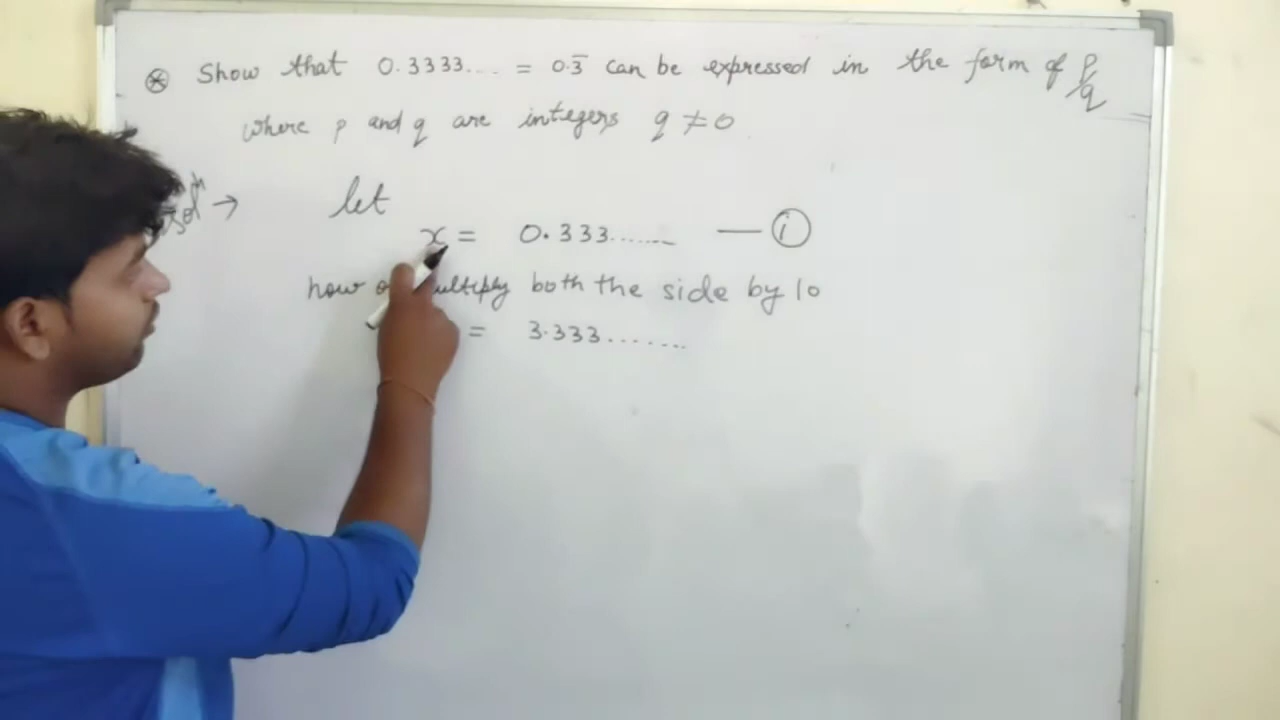 ⊛ Show that 0.3333... = 0.3̅ can be expressed in the form of p/q
where p and q are integers q ≠ 0
→ let
x = 0.333....... — ⓘ
now both the side by 10
= 3.333.......